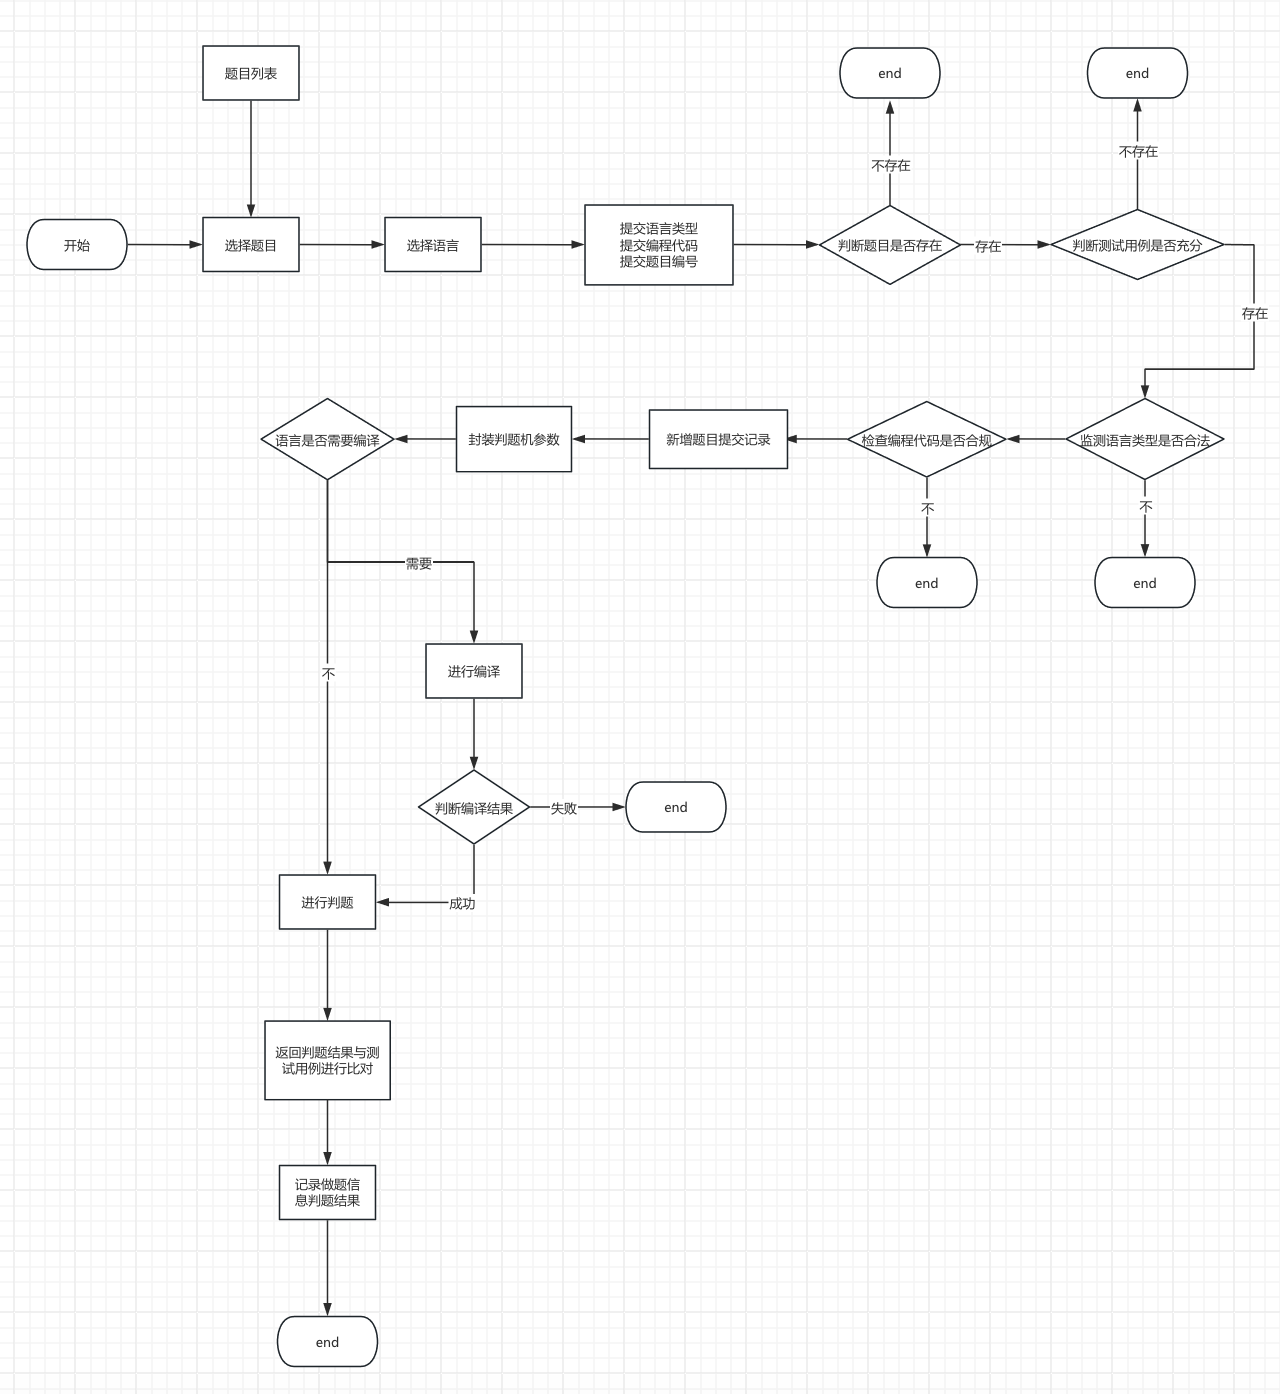 题目列表
end
end
不存在
不存在
开始
选择题目
选择语言
提交语言类型
提交编程代码
提交题目编号
判断题目是否存在
存在
判断测试用例是否充分
存在
语言是否需要编译
封装判题机参数
新增题目提交记录
检查编程代码是否合规
监测语言类型是否合法
不
不
end
end
需要
不
进行编译
判断编译结果
失败
end
进行判题
成功
返回判题结果与测
试用例进行比对
记录做题信
息判题结果
end